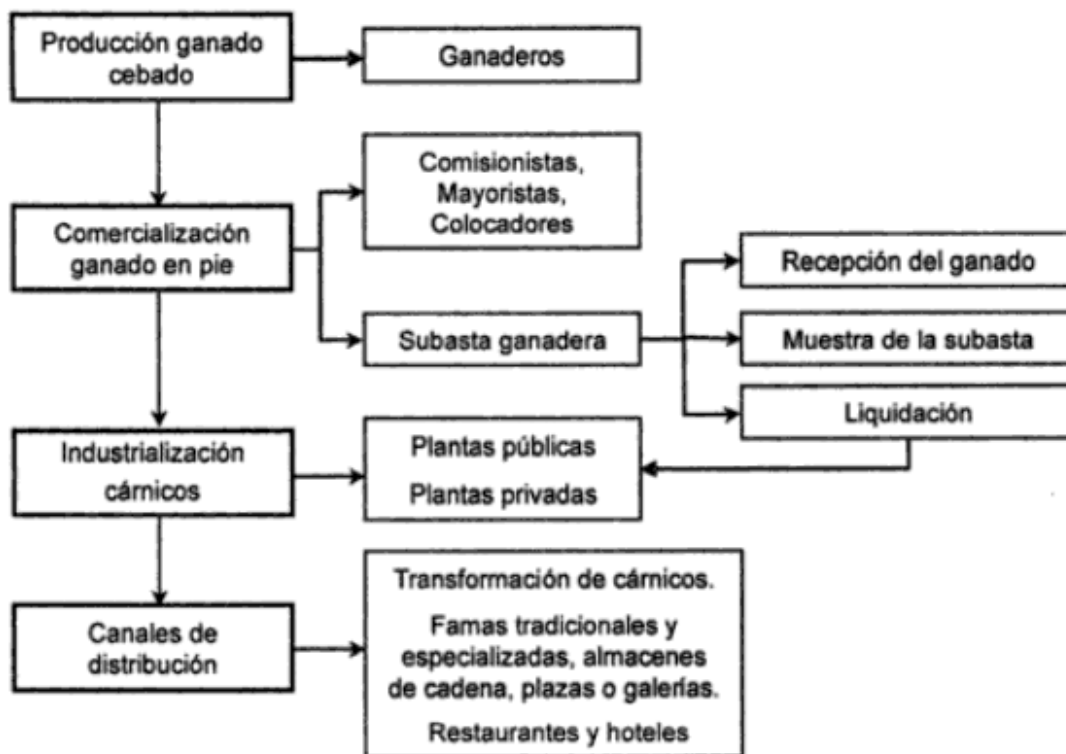 Producción ganado
cebado
Ganaderos
Comisionistas,
Mayoristas,
Colocadores
Comercialización
ganado en pie
Recepción del ganado
Subasta ganadera
Muestra de la subasta
Liquidación
Industrialización
cárnicos
Plantas públicas
Plantas privadas
Canales de
distribución
Transformación de cárnicos.
Famas tradicionales y
especializadas, almacenes
de cadena, plazas o galerías.
Restaurantes y hoteles